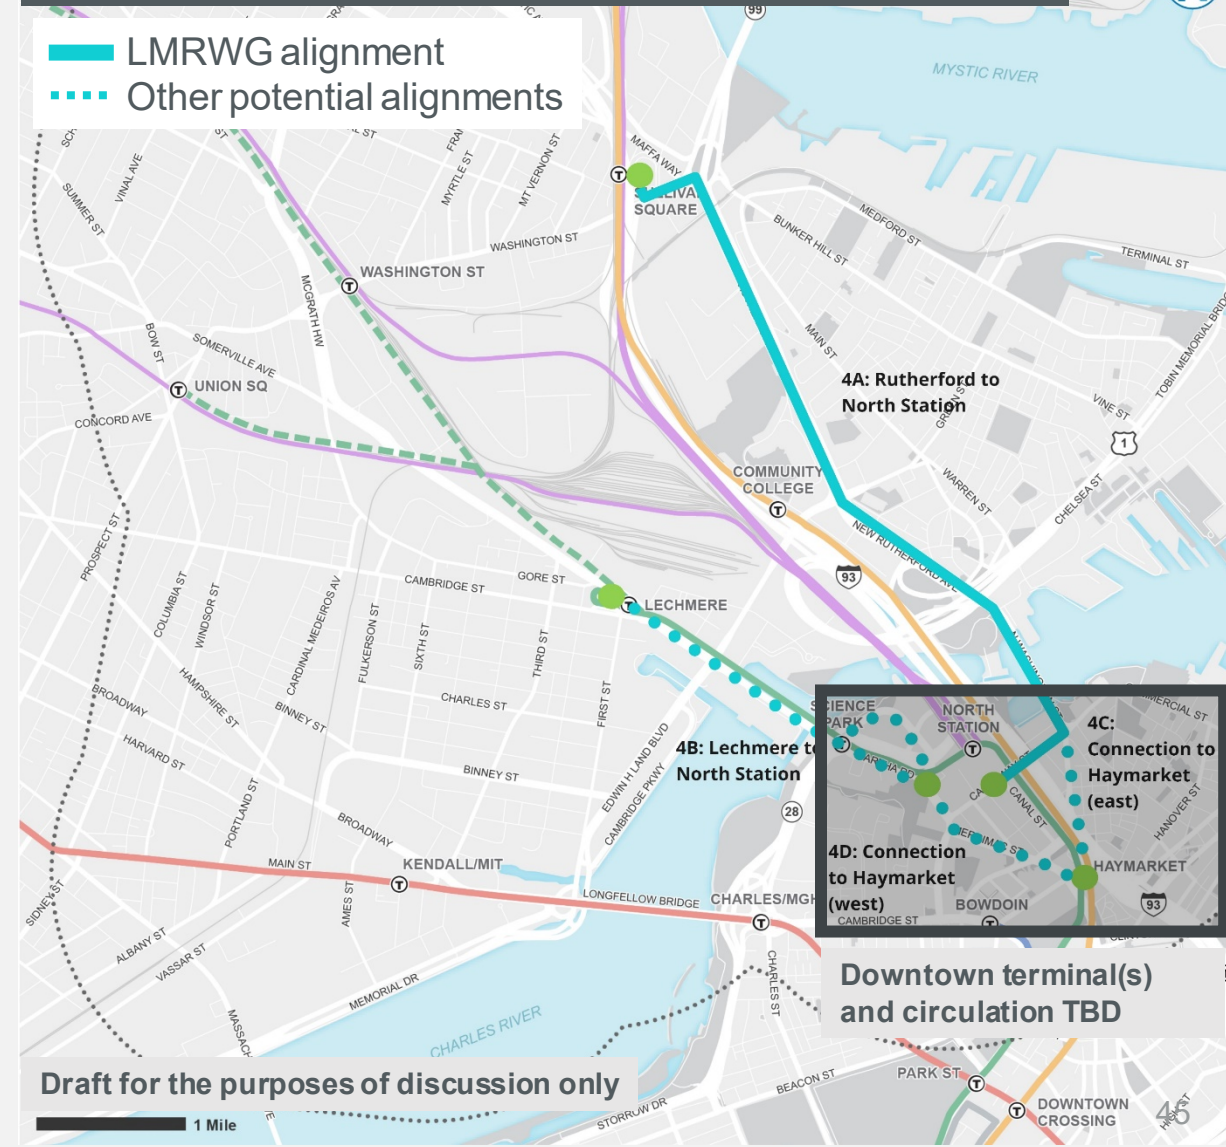 LMRWG alignment
Other potential alignments
99
MYSTIC RIVER
MAFFA WAY
SUMMER ST
VINAL AVE
MYRTLE ST
MT VERNON ST
SQUARE
WASHINGTON ST
MEDFORD ST
BUNKER HILL ST
TERMINAL ST
WASHINGTON ST
MCGRATH HW
BOW ST
SOMERVILLE AVE
UNION SQ
CONCORD AVE
MAIN ST
4A: Rutherford to
North Station
VINE ST
TOBIN MEMORIAL BRIDG
1
COMMUNITY
COLLEGE
WARREN ST
CHELSEA ST
NEW RUTHERFORD AVE
93
PROSPECT ST
COLUMBIA ST
WINDSOR ST
CARDINAL MEDEIROS AV
FULKERSON ST
CAMBRIDGE ST
GORE ST
LECHMERE
SIXTH ST
THIRD ST
FIRST ST
CHARLES ST
HAMPSHIRE ST
BINNEY ST
BROADWAY
HARVARD ST
PORTLAND ST
BINNEY ST
BROADWAY
EDWIN H LAND BLVD
CAMBRIDGE PKWY
4B: Lechmere to
North Station
28
SCIENCE
PARK
NORTH
STATION
4C:
Connection to
Haymarket
(east)
CANAL ST
MERRIMAC ST
HANOVER ST
4D: Connection
to Haymarket
(west)
HAYMARKET
BOWDOIN
CAMBRIDGE ST
93
MAIN ST
KENDALL/MIT
AMES ST
LONGFELLOW BRIDGE
CHARLES/MGH
SIDNEY ST
ALBANY ST
VASSAR ST
MEMORIAL DR
CHARLES ST
CHARLES RIVER
Downtown terminal(s)
and circulation TBD
Draft for the purposes of discussion only
1 Mile
BEACON ST
STORROW DR
PARK ST
DOWNTOWN
CROSSING
45